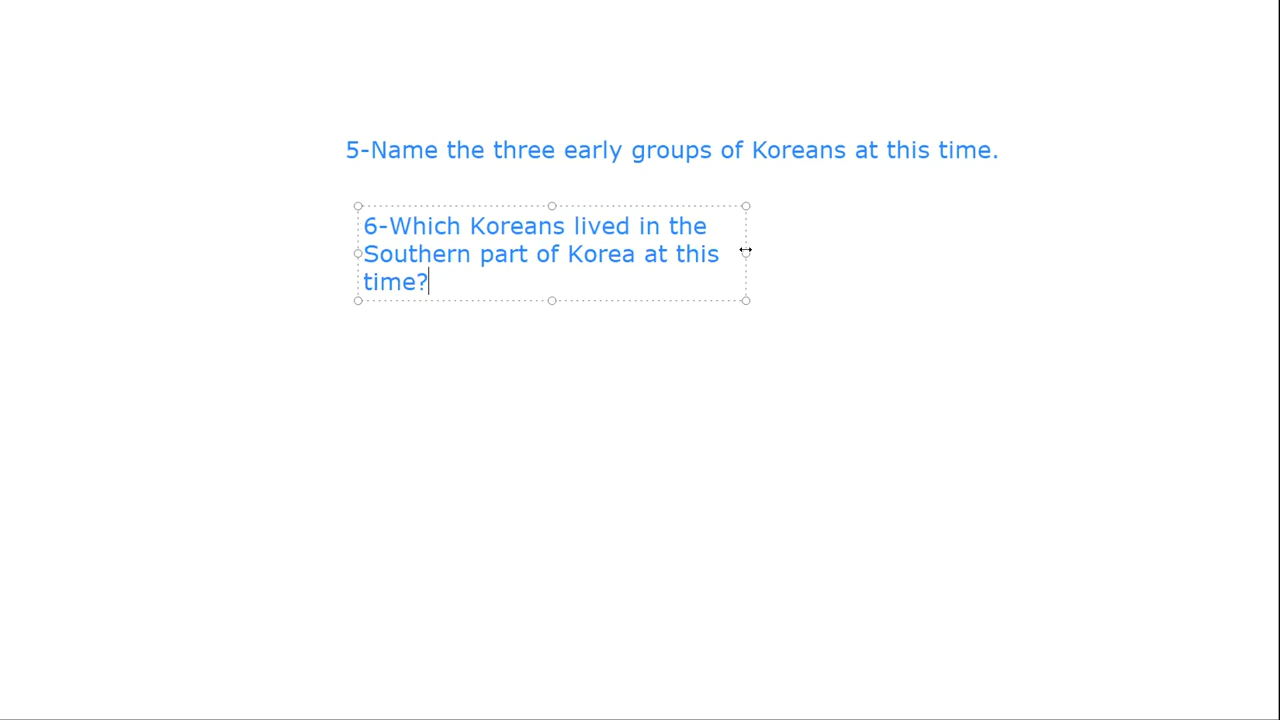 5-Name the three early groups of Koreans at this time.
6-Which Koreans lived in the
Southern part of Korea at this
time?